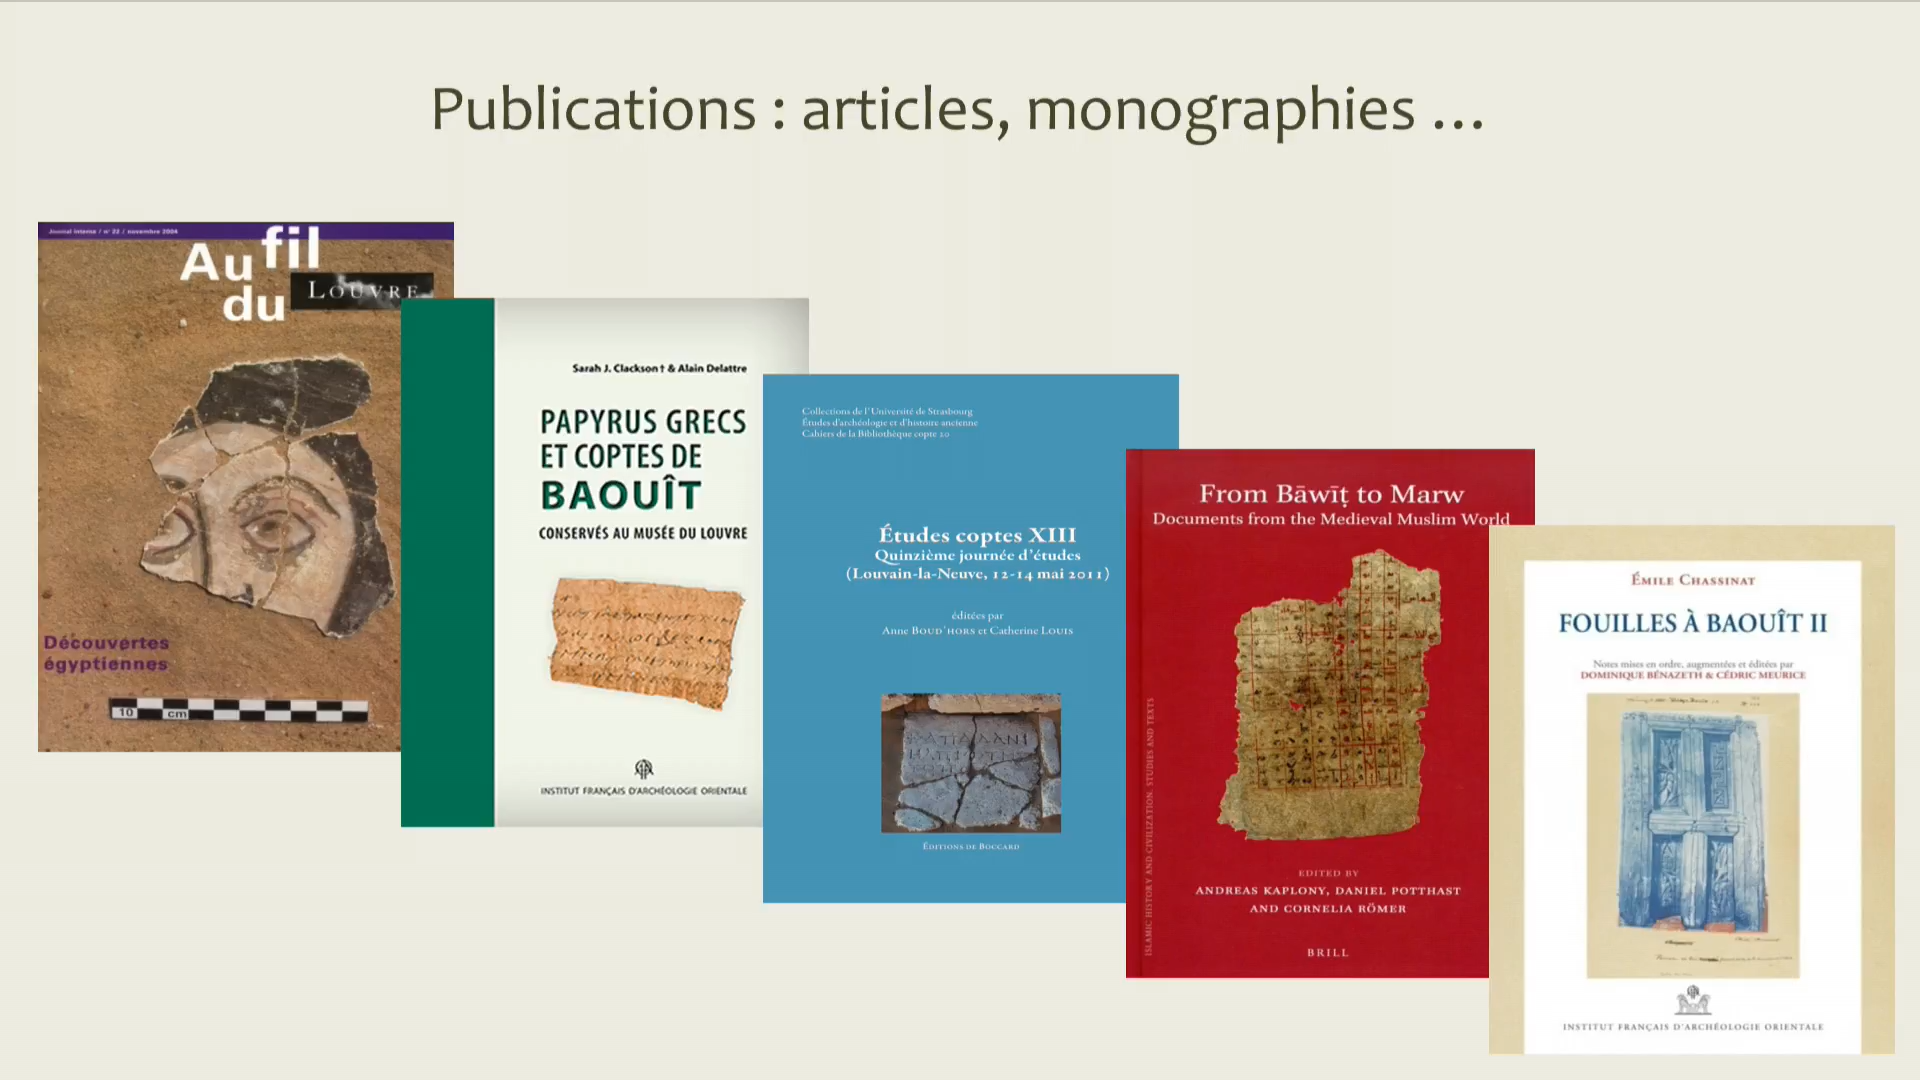 Publications : articles, monographies ...
Journal interne / n° 22 / novembre 2004
Au fil
du LOUVRE
Découvertes
égyptiennes
10 cm
Sarah J. Clackson † & Alain Delattre
PAPYRUS GRECS
ET COPTES DE
BAOUÎT
CONSERVÉS AU MUSÉE DU LOUVRE
INSTITUT FRANÇAIS D'ARCHÉOLOGIE ORIENTALE
Collections de l'Université de Strasbourg
Études d'archéologie et d'histoire ancienne
Cahiers de la Bibliothèque copte 20
Études coptes XIII
Quinzième journée d'études
(Louvain-la-Neuve, 12-14 mai 2011)
éditées par
Anne BOUD'HORS et Catherine LOUIS
ÉDITIONS DE BOCCARD
From Bāwīṭ to Marw
Documents from the Medieval Muslim World
ISLAMIC HISTORY AND CIVILIZATION. STUDIES AND TEXTS
EDITED BY
ANDREAS KAPLONY, DANIEL POTTHAST
AND CORNELIA RÖMER
BRILL
ÉMILE CHASSINAT
FOUILLES À BAOUÎT II
Notes mises en ordre, augmentées et éditées par
DOMINIQUE BÉNAZETH & CÉDRIC MEURICE
INSTITUT FRANÇAIS D'ARCHÉOLOGIE ORIENTALE